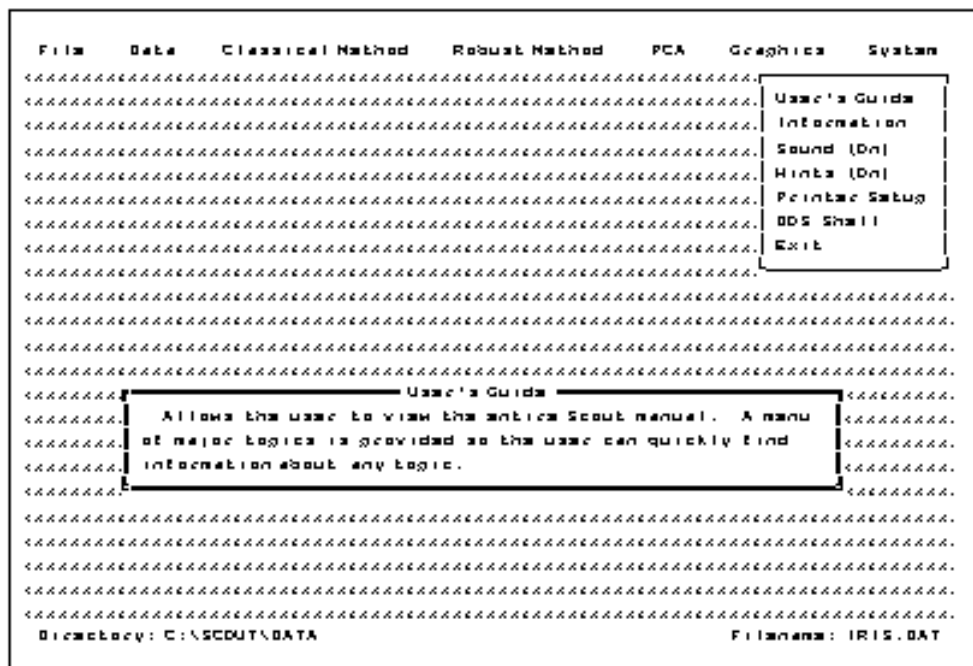 File Data Classical Method Robust Method PCA Graphics System
User's Guide
Information
Sound (On)
Hints (On)
Printer Setup
DOS Shell
Exit
User's Guide
Allows the user to view the entire Scout manual. A menu
of major topics is provided so the user can quickly find
information about any topic.
Directory: C:\SCOUT\DATA Filename: IRIS.DAT